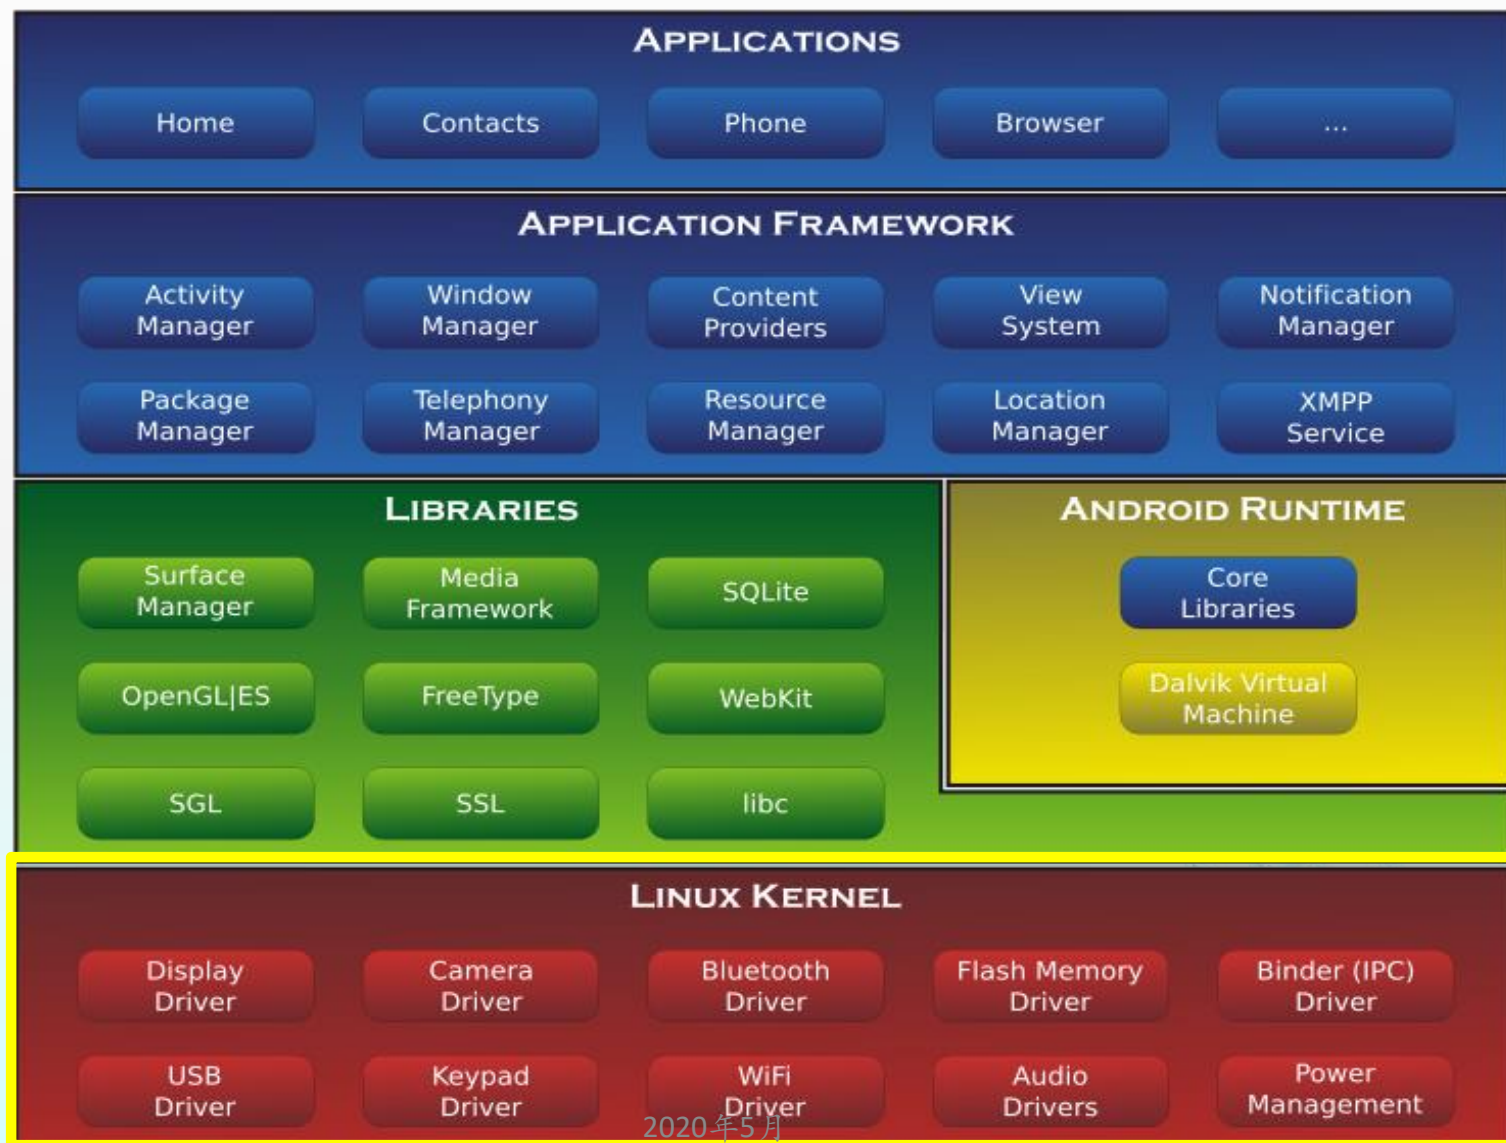 APPLICATIONS
Home
Contacts
Phone
Browser
...
APPLICATION FRAMEWORK
Activity
Manager
Window
Manager
Content
Providers
View
System
Notification
Manager
Package
Manager
Telephony
Manager
Resource
Manager
Location
Manager
XMPP
Service
LIBRARIES
Surface
Manager
Media
Framework
SQLite
OpenGL|ES
FreeType
WebKit
SGL
SSL
libc
ANDROID RUNTIME
Core
Libraries
Dalvik Virtual
Machine
LINUX KERNEL
Display
Driver
Camera
Driver
Bluetooth
Driver
Flash Memory
Driver
Binder (IPC)
Driver
USB
Driver
Keypad
Driver
WiFi
Driver
Audio
Drivers
Power
Management
2020年5月